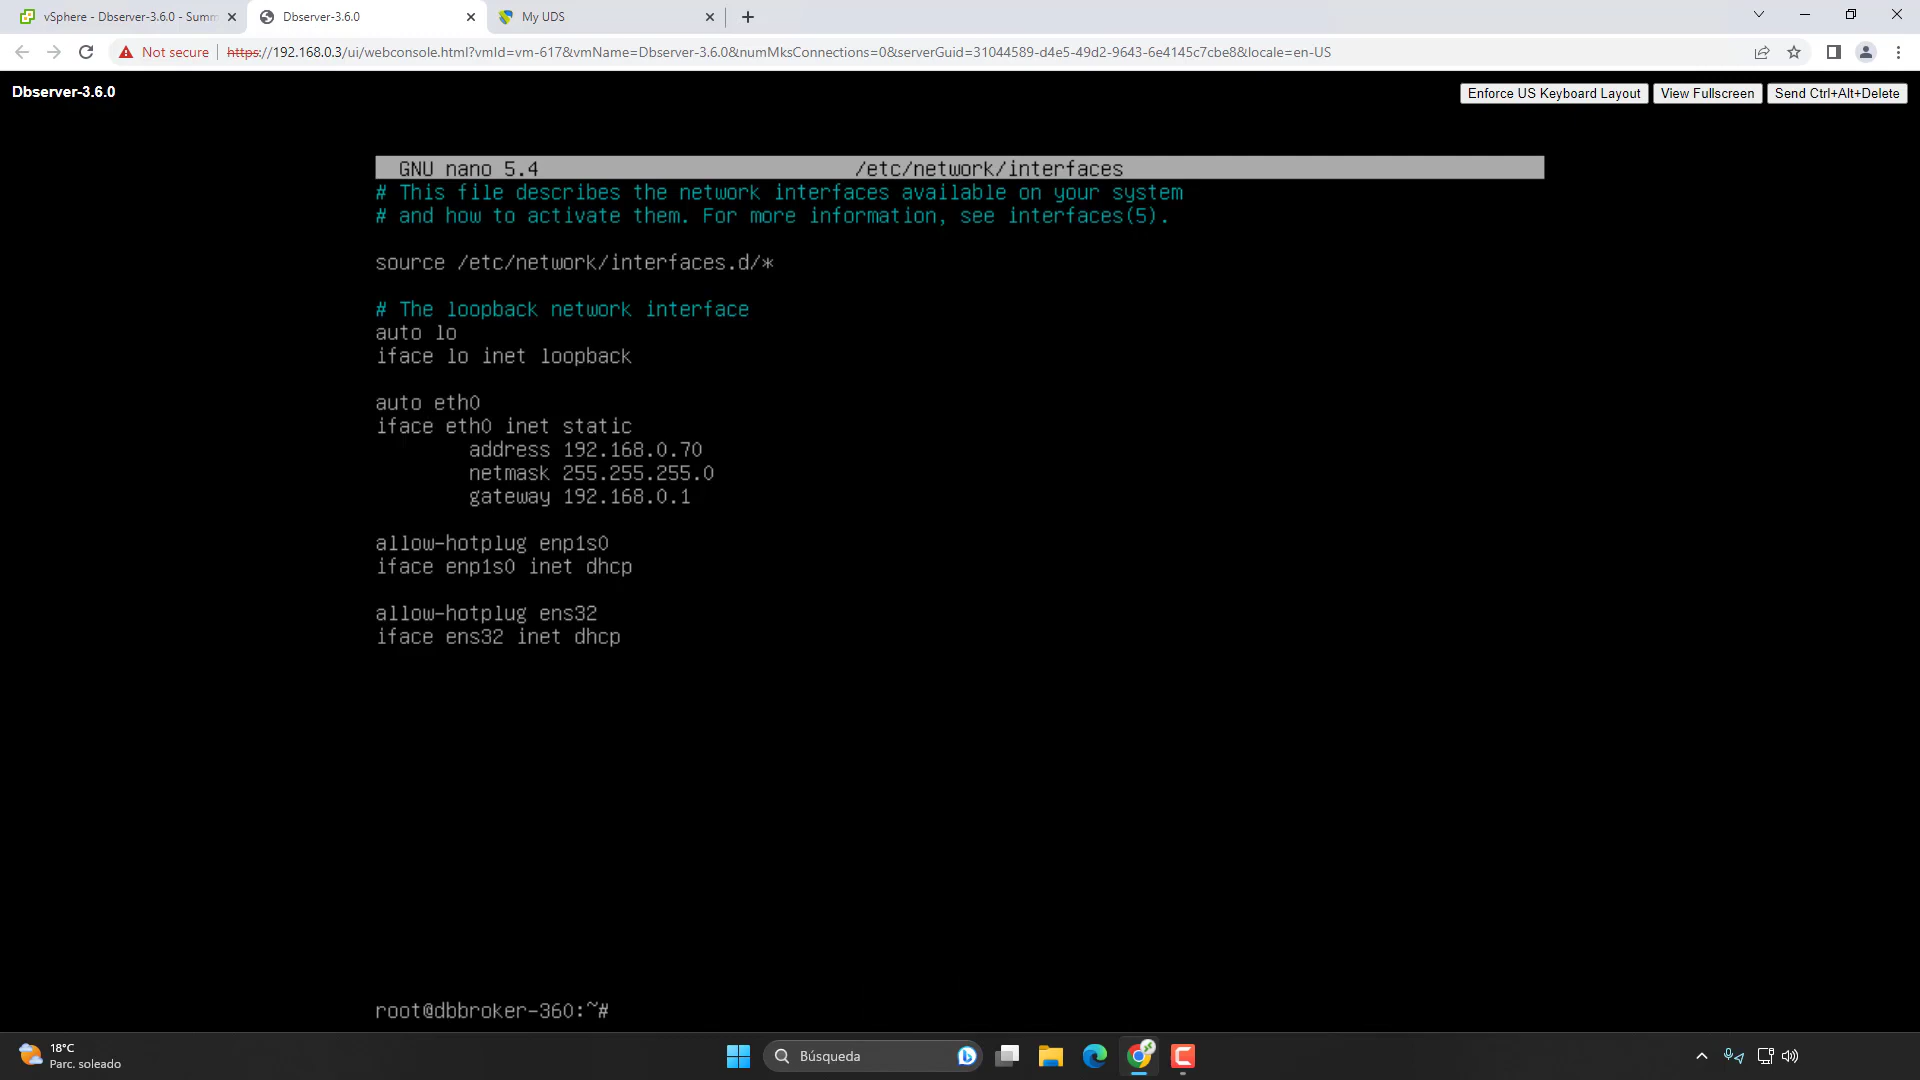 vSphere - Dbserver-3.6.0 - Summ
Dbserver-3.6.0
My UDS
Not secure
https://192.168.0.3/ui/webconsole.html?vmId=vm-617&vmName=Dbserver-3.6.0&numMksConnections=0&serverGuid=31044589-d4e5-49d2-9643-6e4145c7cbe8&locale=en-US
Dbserver-3.6.0
Enforce US Keyboard Layout
View Fullscreen
Send Ctrl+Alt+Delete
GNU nano 5.4 /etc/network/interfaces
# This file describes the network interfaces available on your system
# and how to activate them. For more information, see interfaces(5).
source /etc/network/interfaces.d/*
# The loopback network interface
auto lo
iface lo inet loopback
auto eth0
iface eth0 inet static
address 192.168.0.70
netmask 255.255.255.0
gateway 192.168.0.1
allow-hotplug enp1s0
iface enp1s0 inet dhcp
allow-hotplug ens32
iface ens32 inet dhcp
root@dbbroker-360:~#
18°C
Parc. soleado
Búsqueda